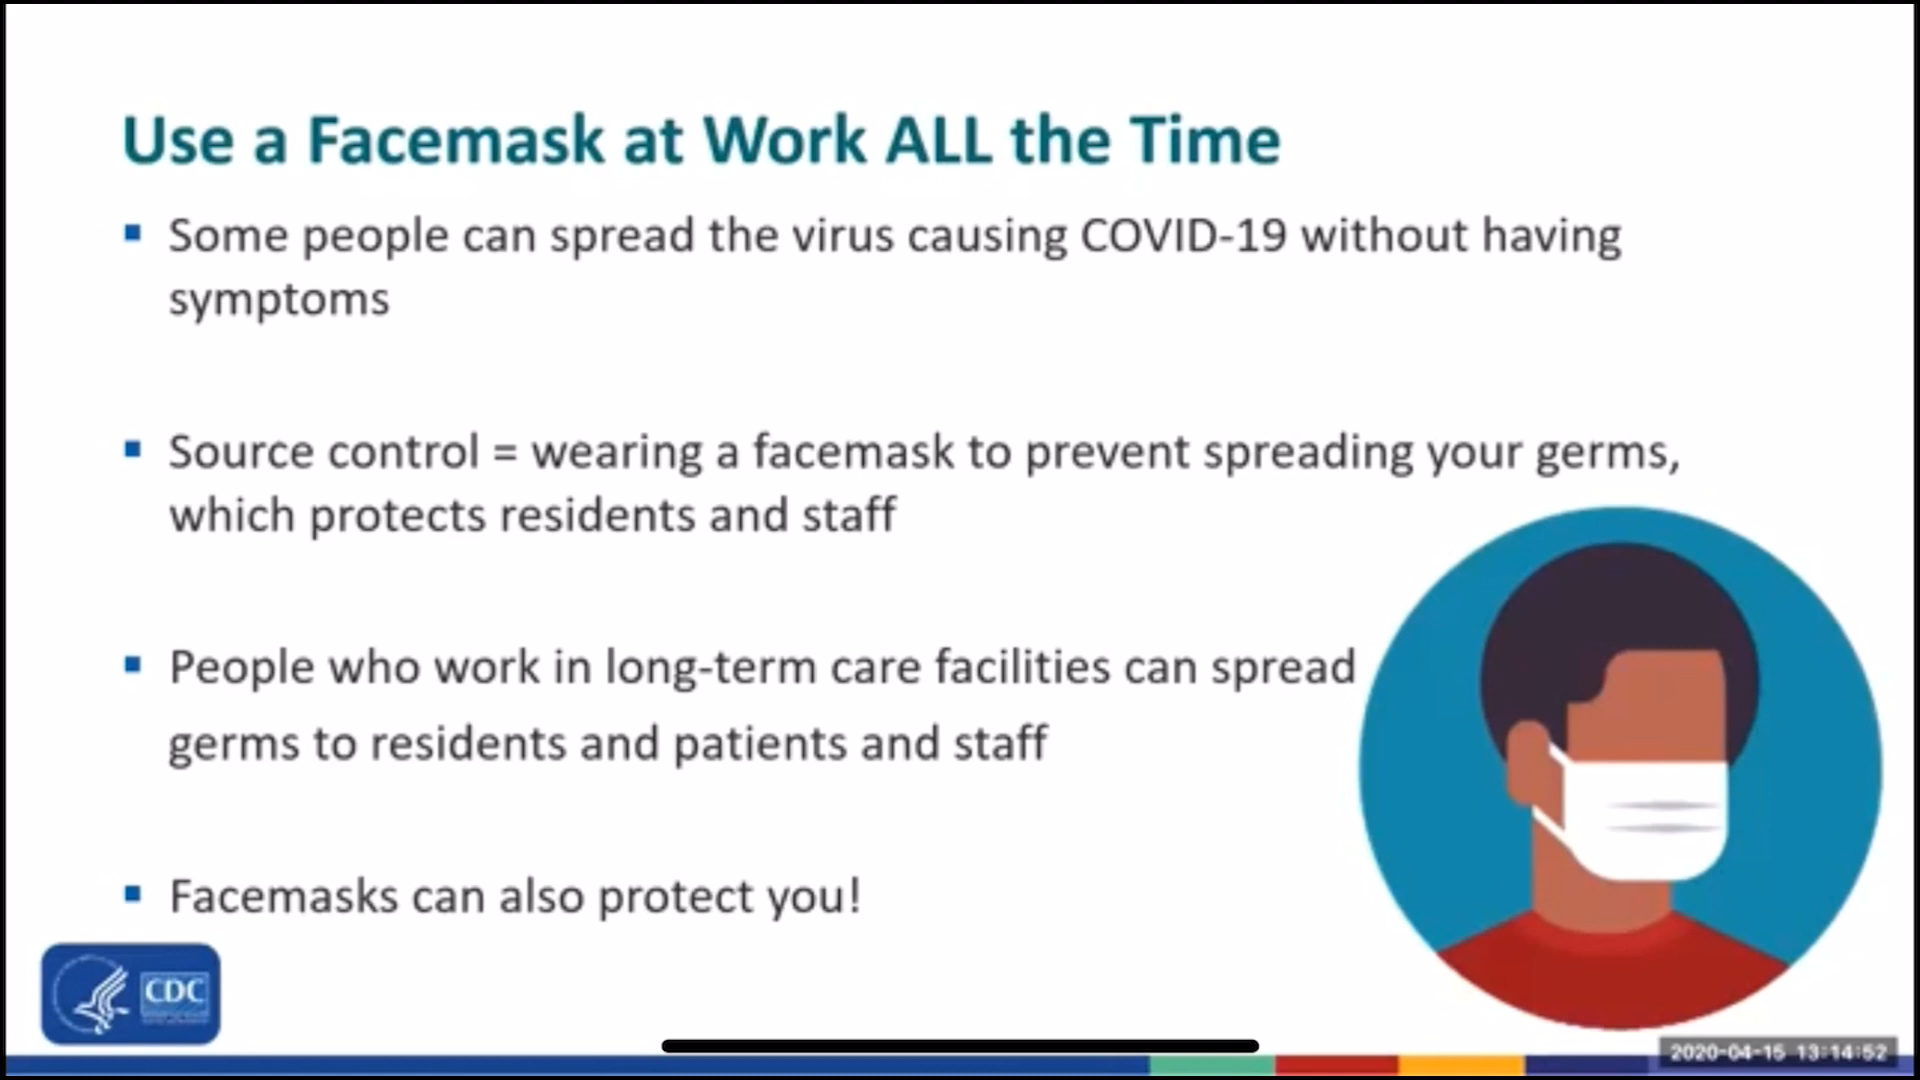 Use a Facemask at Work ALL the Time
▪ Some people can spread the virus causing COVID-19 without having
symptoms
▪ Source control = wearing a facemask to prevent spreading your germs,
which protects residents and staff
▪ People who work in long-term care facilities can spread
germs to residents and patients and staff
▪ Facemasks can also protect you!
CDC
2020-04-15 13:14:52